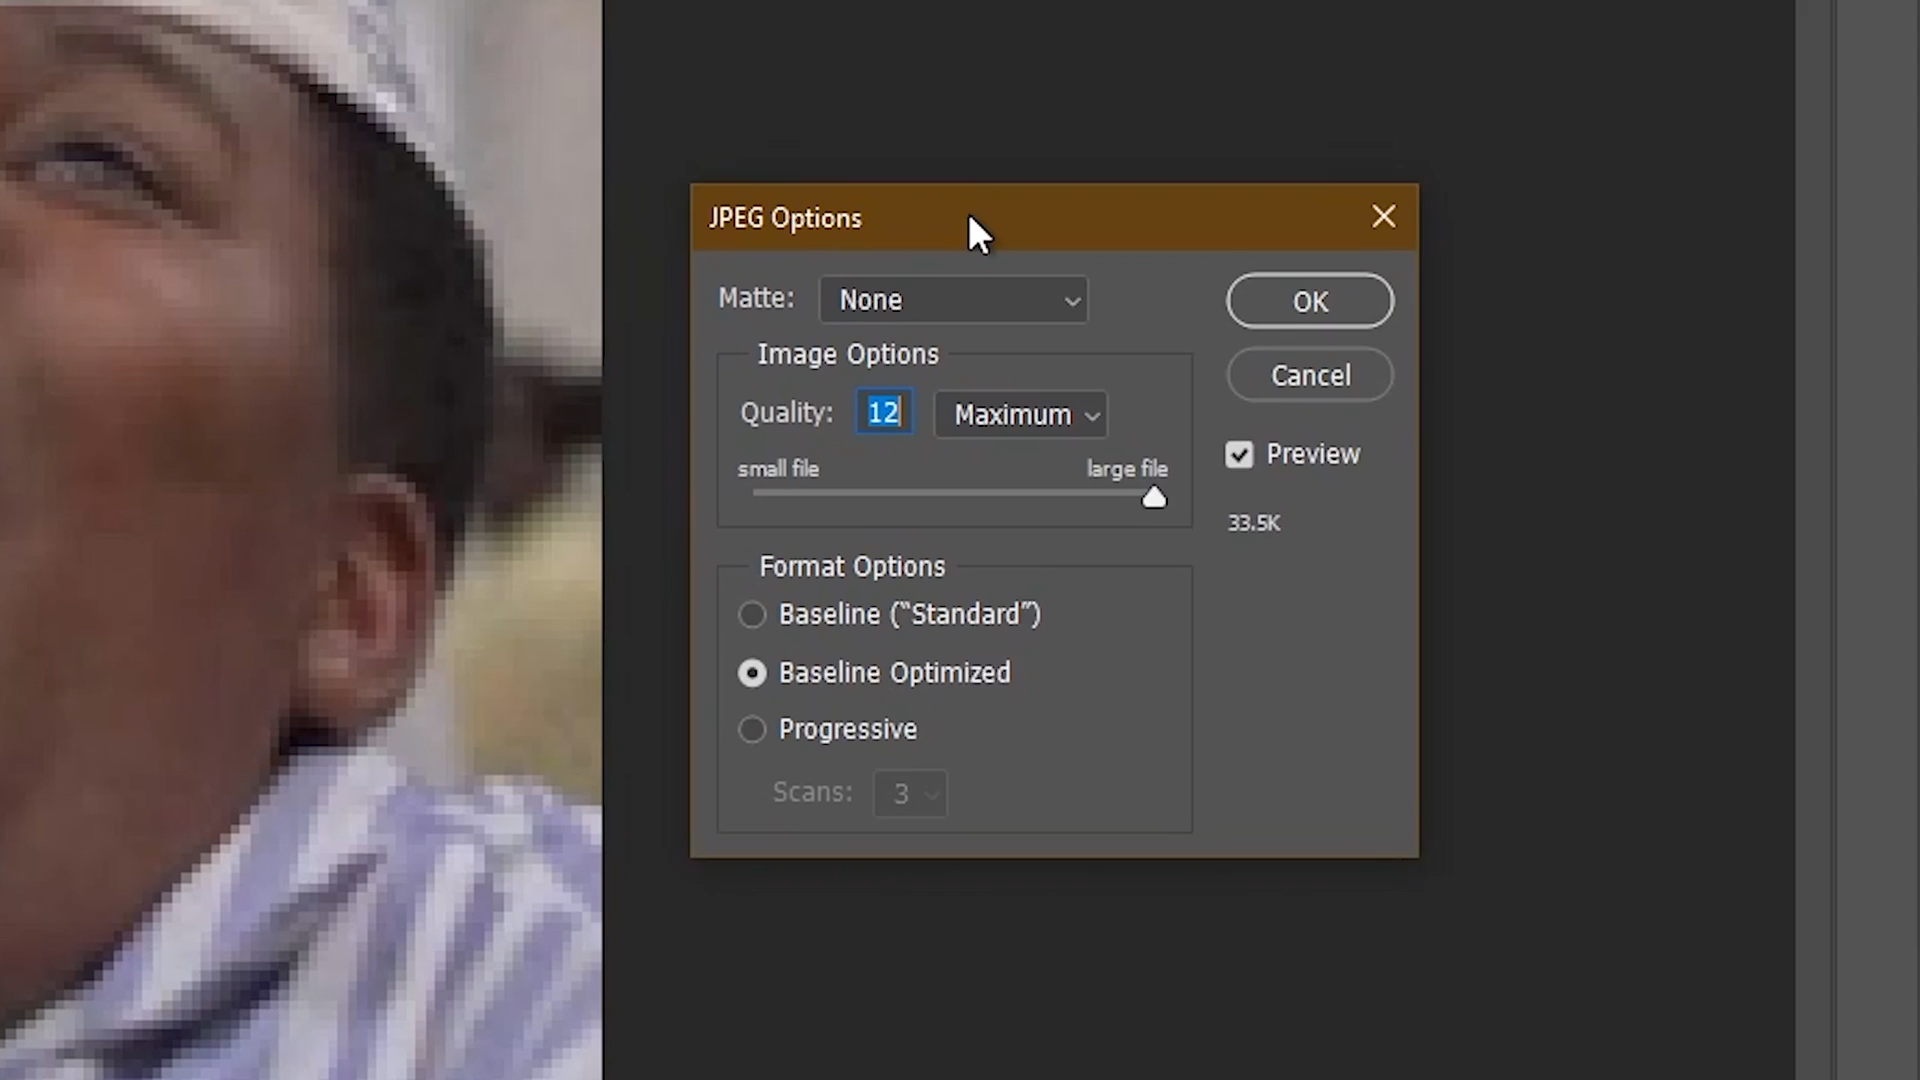 JPEG Options
Matte: None
OK
Image Options
Cancel
Quality: 12 Maximum
Preview
small file large file
33.5K
Format Options
Baseline (“Standard”)
Baseline Optimized
Progressive
Scans: 3